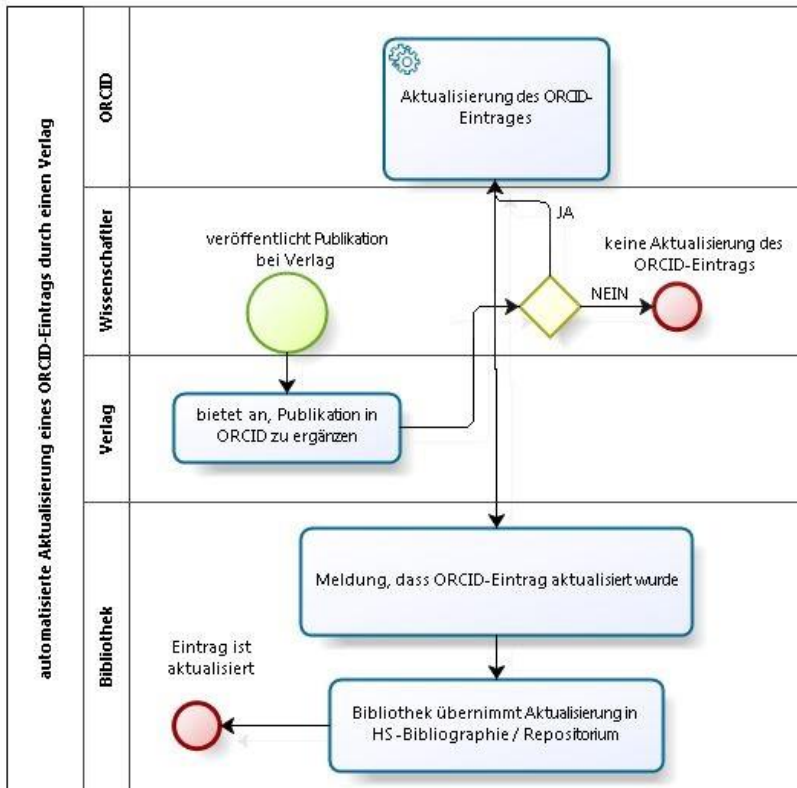 automatisierte Aktualisierung eines ORCID-Eintrags durch einen Verlag
ORCID
Aktualisierung des ORCID-
Eintrages
Wissenschaftler
veröffentlicht Publikation
bei Verlag
JA
keine Aktualisierung des
ORCID-Eintrags
NEIN
Verlag
bietet an, Publikation in
ORCID zu ergänzen
Bibliothek
Meldung, dass ORCID-Eintrag aktualisiert wurde
Eintrag ist
aktualisiert
Bibliothek übernimmt Aktualisierung in
HS-Bibliographie / Repositorium